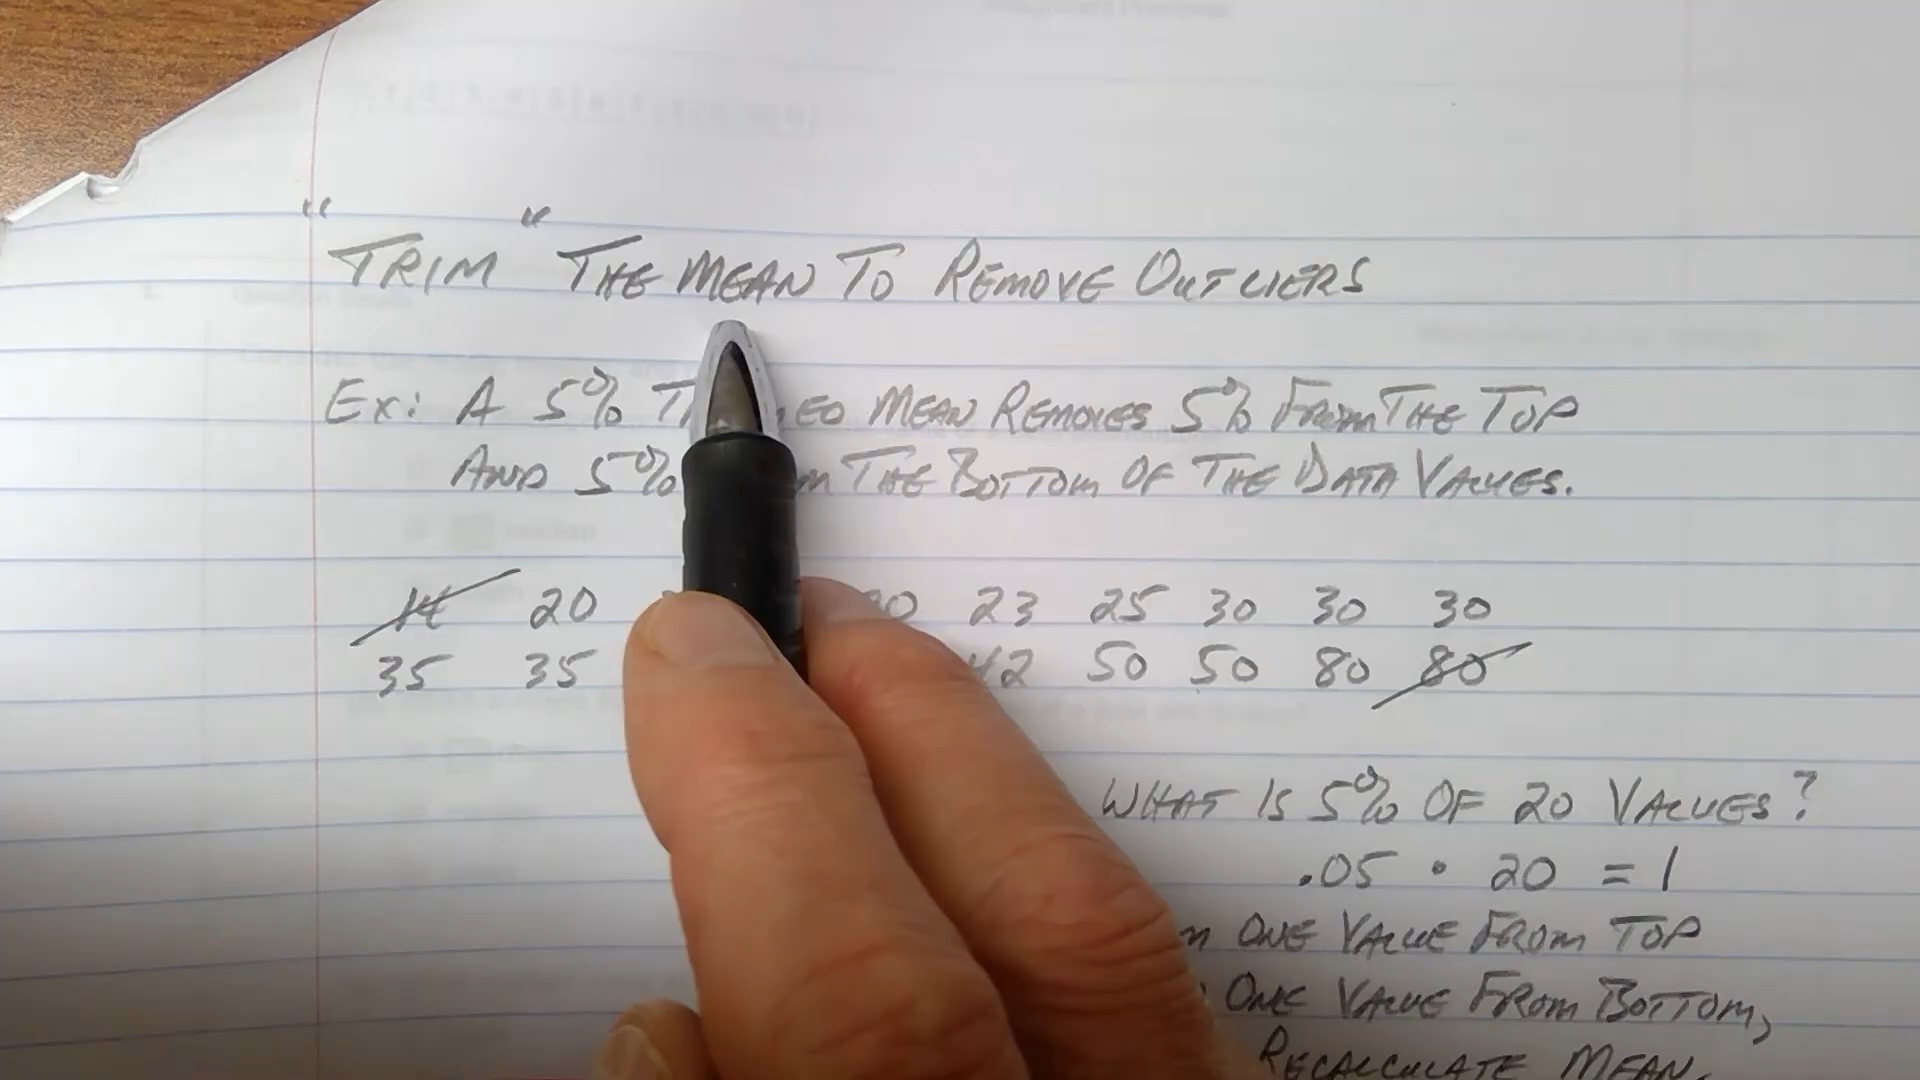 "TRIM" THE MEAN TO REMOVE OUTLIERS
EX: A 5% MEAN REMOVES 5% FROM THE TOP
AND 5% THE BOTTOM OF THE DATA VALUES.
20 23 25 30 30 30
35 35 42 50 50 80 80
WHAT IS 5% OF 20 VALUES?
.05 · 20 = 1
ONE VALUE FROM TOP
ONE VALUE FROM BOTTOM,
RECALCULATE MEAN.